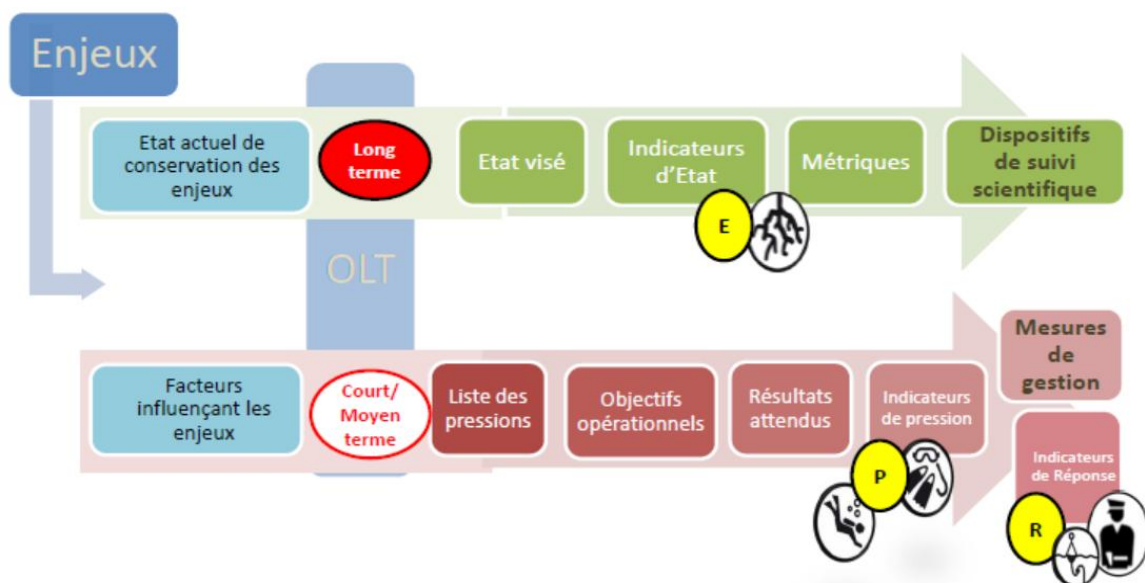 Enjeux
Etat actuel de
conservation des
enjeux
Long
terme
Etat visé
Indicateurs
d'Etat
Métriques
Dispositifs
de suivi
scientifique
E
OLT
Facteurs
influençant les
enjeux
Court/
Moyen
terme
Liste des
pressions
Objectifs
opérationnels
Résultats
attendus
Indicateurs
de pression
P
Mesures
de
gestion
Indicateurs
de Réponse
R